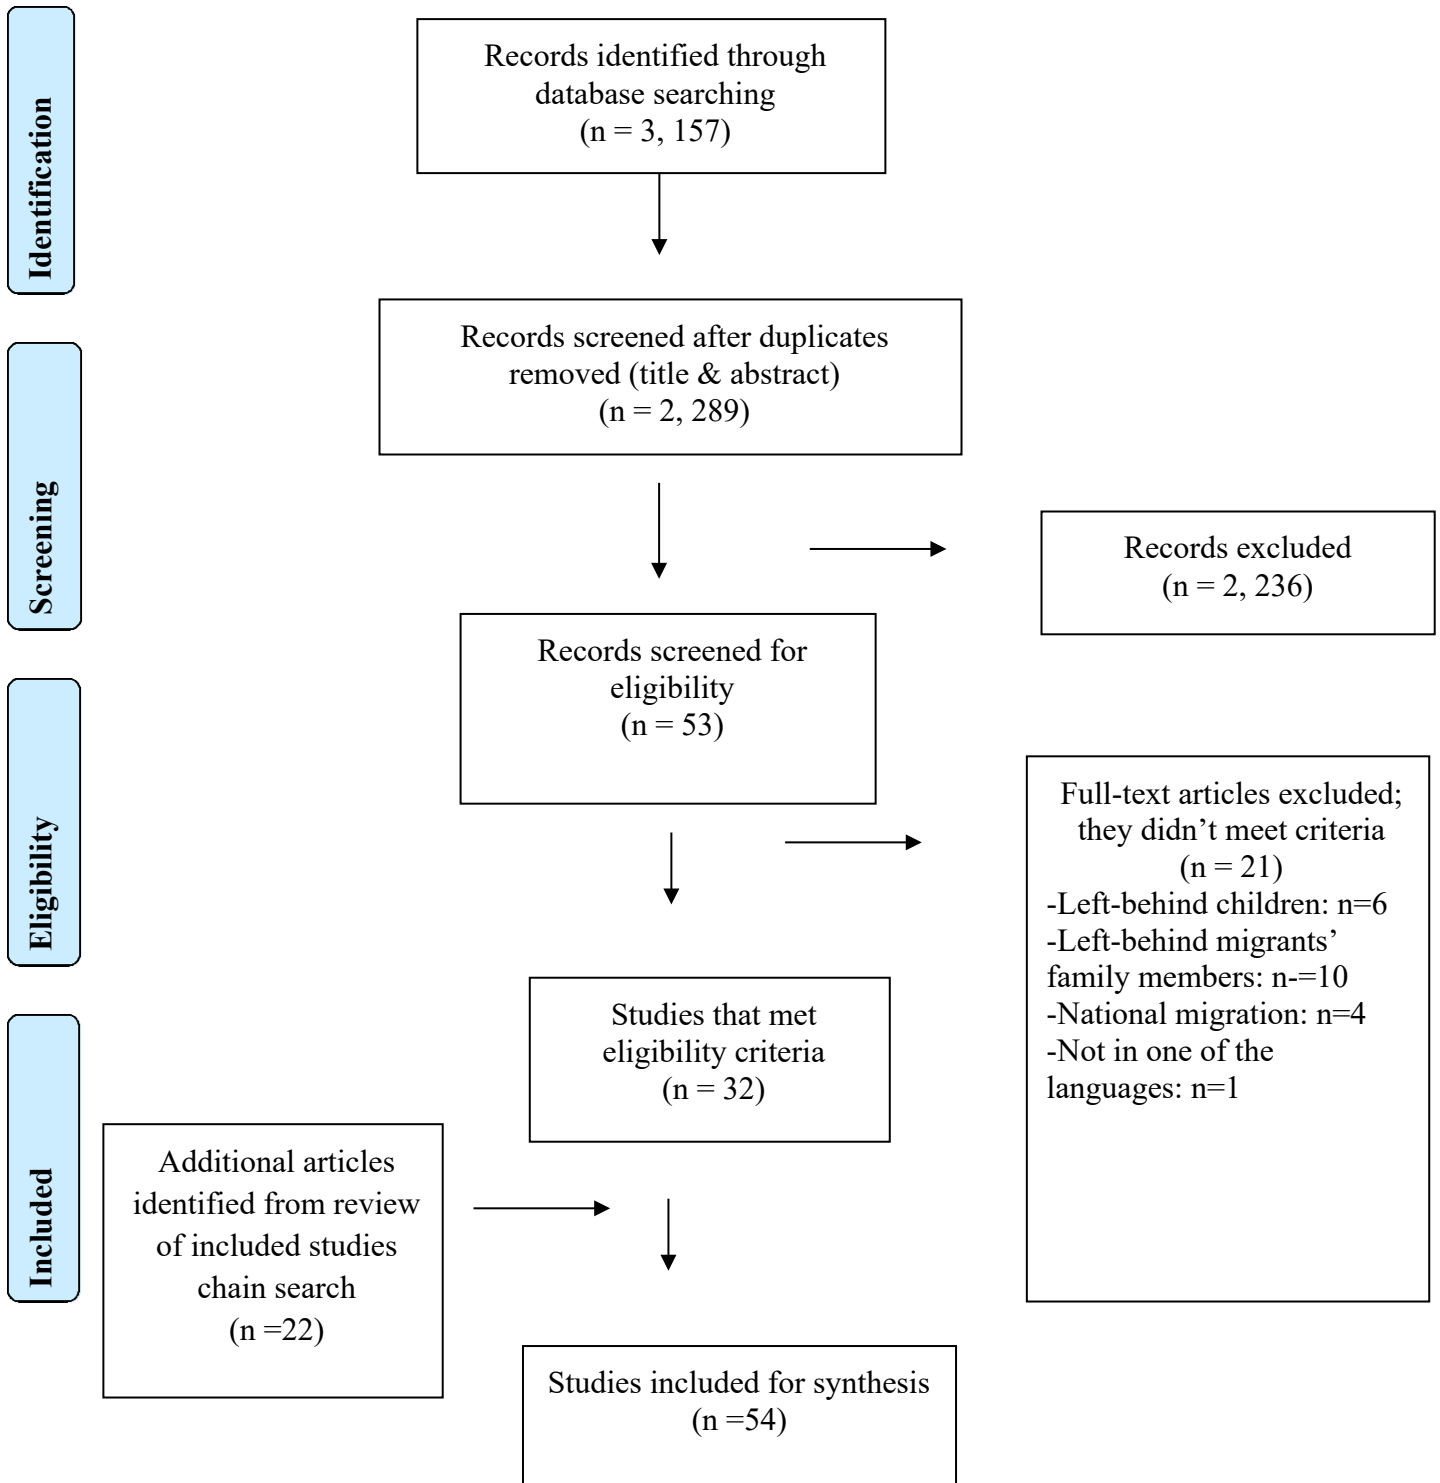 Identification
Records identified through
database searching
(n = 3, 157)
Records screened after duplicates
removed (title & abstract)
(n = 2, 289)
Screening
Records excluded
(n = 2, 236)
Records screened for
eligibility
(n = 53)
Eligibility
Full-text articles excluded;
they didn’t meet criteria
(n = 21)
-Left-behind children: n=6
-Left-behind migrants’
family members: n-=10
-National migration: n=4
-Not in one of the
languages: n=1
Studies that met
eligibility criteria
(n = 32)
Included
Additional articles
identified from review
of included studies
chain search
(n =22)
Studies included for synthesis
(n =54)